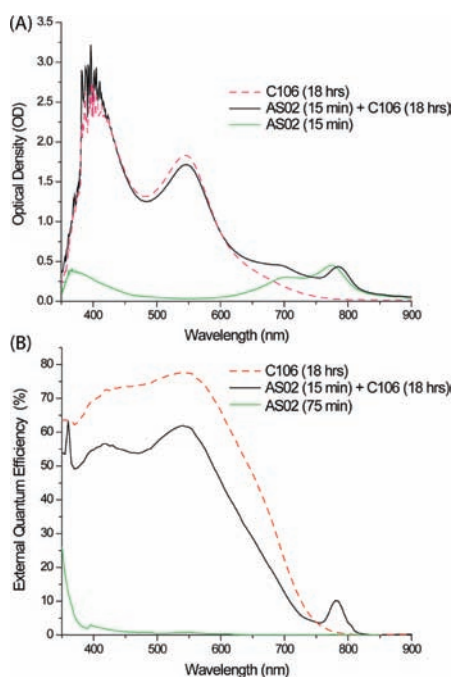 (A)
3.5
3.0
2.5
2.0
1.5
1.0
0.5
0.0
Optical Density (OD)
C106 (18 hrs)
AS02 (15 min) + C106 (18 hrs)
AS02 (15 min)
400 500 600 700 800 900
Wavelength (nm)
(B)
80
70
60
50
40
30
20
10
0
External Quantum Efficiency (%)
C106 (18 hrs)
AS02 (15 min) + C106 (18 hrs)
AS02 (75 min)
400 500 600 700 800 900
Wavelength (nm)